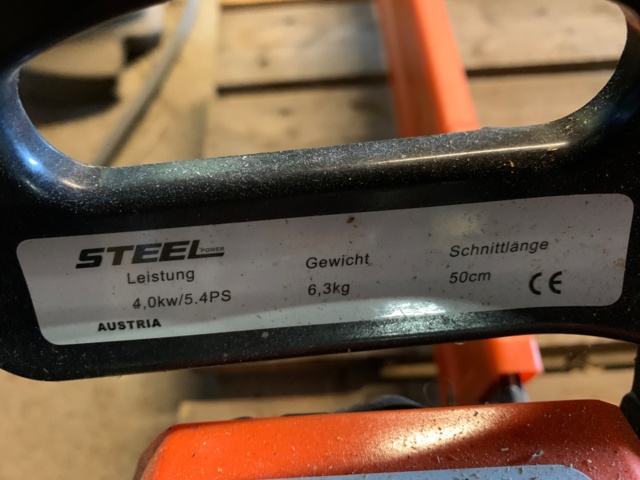 STEEL POWER
Leistung Gewicht Schnittlänge
4,0kw/5.4PS 6,3kg 50cm CE
AUSTRIA